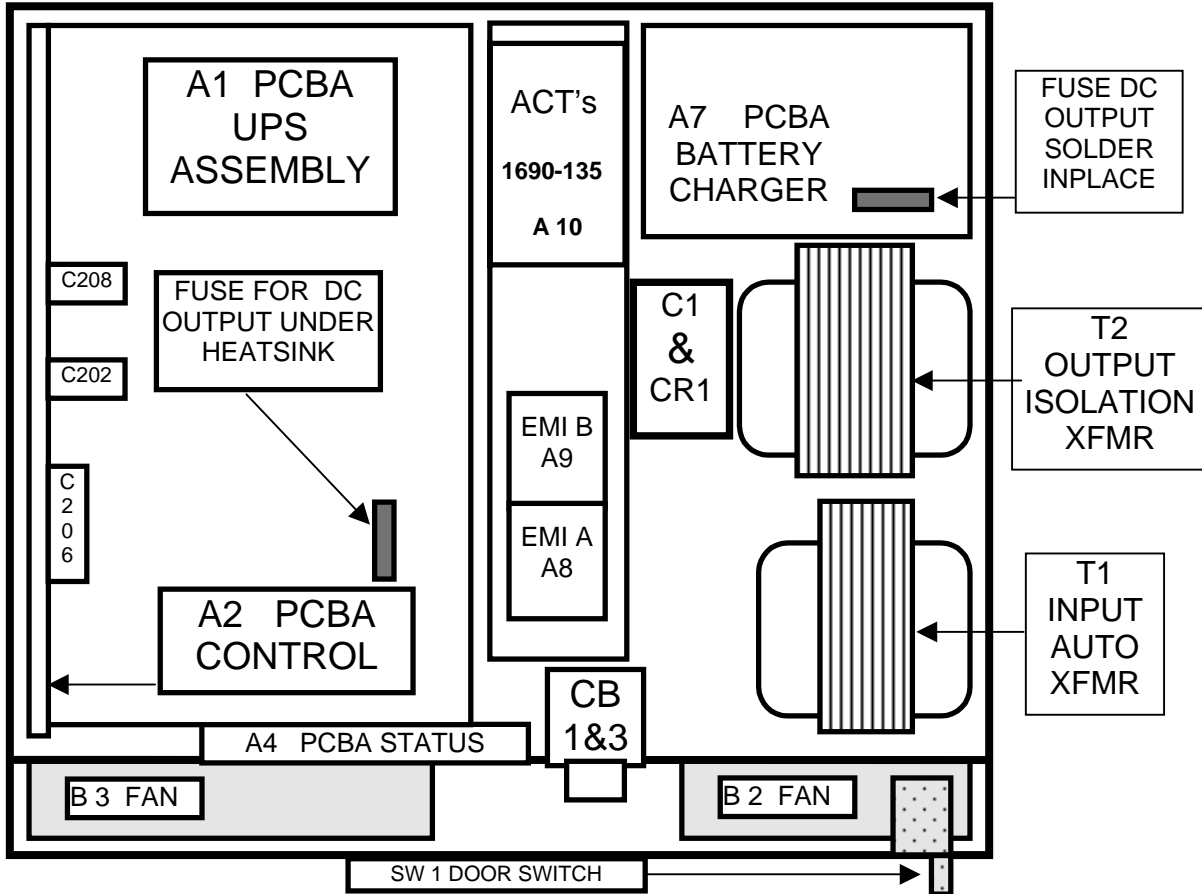 A1 PCBA
UPS
ASSEMBLY
ACT's
1690-135
A 10
A7 PCBA
BATTERY
CHARGER
FUSE DC
OUTPUT
SOLDER
INPLACE
C208
C202
C
2
0
6
FUSE FOR DC
OUTPUT UNDER
HEATSINK
C1
&
CR1
T2
OUTPUT
ISOLATION
XFMR
EMI B
A9
EMI A
A8
T1
INPUT
AUTO
XFMR
A2 PCBA
CONTROL
CB
1&3
A4 PCBA STATUS
B 3 FAN
B 2 FAN
SW 1 DOOR SWITCH